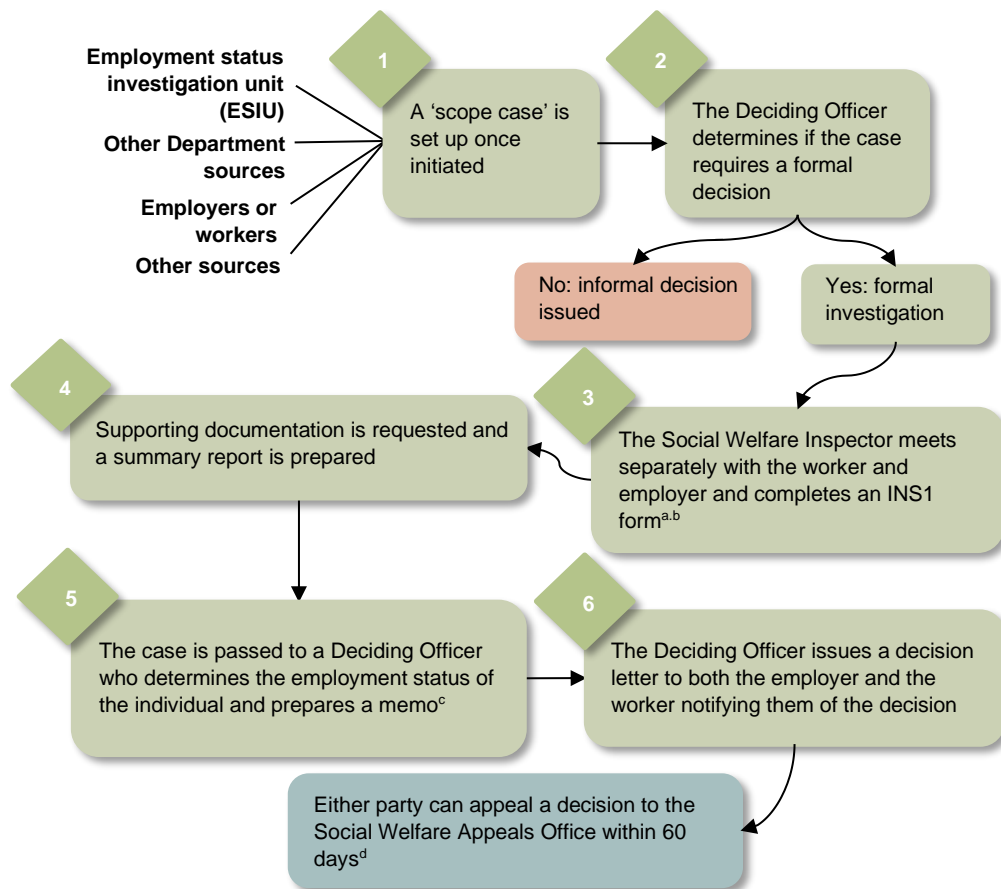 Employment status
investigation unit
(ESIU)
Other Department
sources
Employers or
workers
Other sources
1
A ‘scope case’ is
set up once
initiated
2
The Deciding Officer
determines if the case
requires a formal
decision
No: informal decision
issued
Yes: formal
investigation
3
The Social Welfare Inspector meets
separately with the worker and
employer and completes an INS1
form a.b
4
Supporting documentation is requested and
a summary report is prepared
5
The case is passed to a Deciding Officer
who determines the employment status of
the individual and prepares a memo c
6
The Deciding Officer issues a decision
letter to both the employer and the
worker notifying them of the decision
Either party can appeal a decision to the
Social Welfare Appeals Office within 60
days d